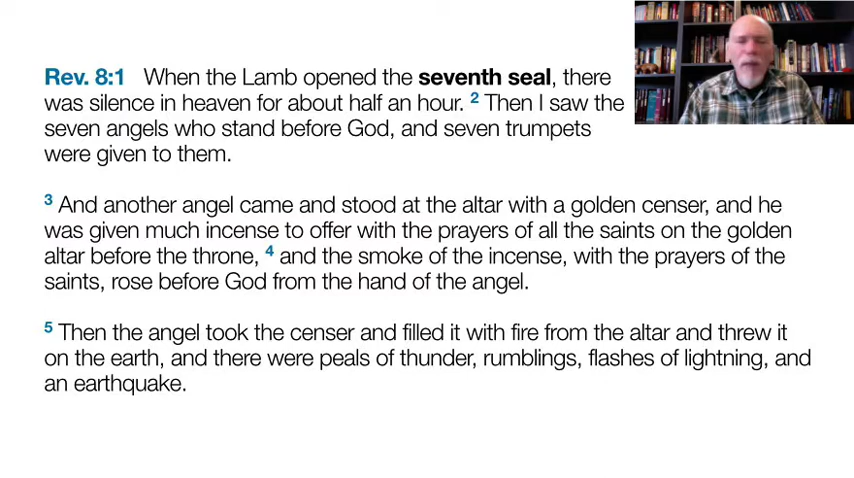 Rev. 8:1 When the Lamb opened the seventh seal, there
was silence in heaven for about half an hour. 2 Then I saw the
seven angels who stand before God, and seven trumpets
were given to them.
3 And another angel came and stood at the altar with a golden censer, and he
was given much incense to offer with the prayers of all the saints on the golden
altar before the throne, 4 and the smoke of the incense, with the prayers of the
saints, rose before God from the hand of the angel.
5 Then the angel took the censer and filled it with fire from the altar and threw it
on the earth, and there were peals of thunder, rumblings, flashes of lightning, and
an earthquake.